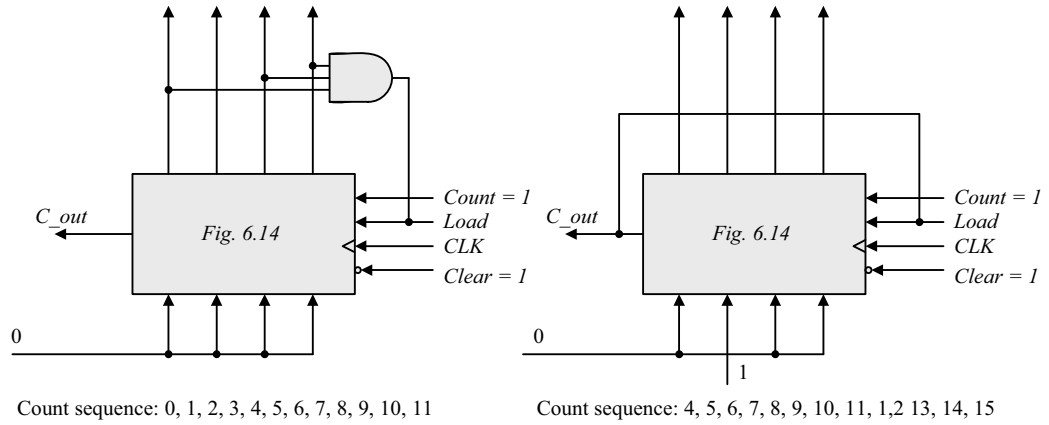 C_out
Fig. 6.14
Count = 1
Load
CLK
Clear = 1
0
Count sequence: 0, 1, 2, 3, 4, 5, 6, 7, 8, 9, 10, 11
C_out
Fig. 6.14
Count = 1
Load
CLK
Clear = 1
0
1
Count sequence: 4, 5, 6, 7, 8, 9, 10, 11, 1,2 13, 14, 15